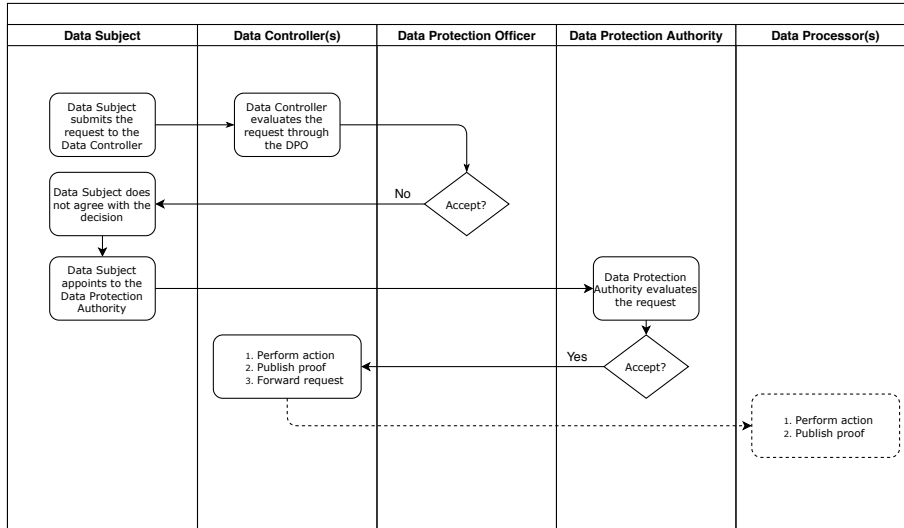 Data Subject
Data Controller(s)
Data Protection Officer
Data Protection Authority
Data Processor(s)
Data Subject
submits the
request to the
Data Controller
Data Controller
evaluates the
request through
the DPO
Accept?
No
Data Subject does
not agree with the
decision
Data Subject
appoints to the
Data Protection
Authority
Data Protection
Authority evaluates
the request
Accept?
Yes
1. Perform action
2. Publish proof
3. Forward request
1. Perform action
2. Publish proof